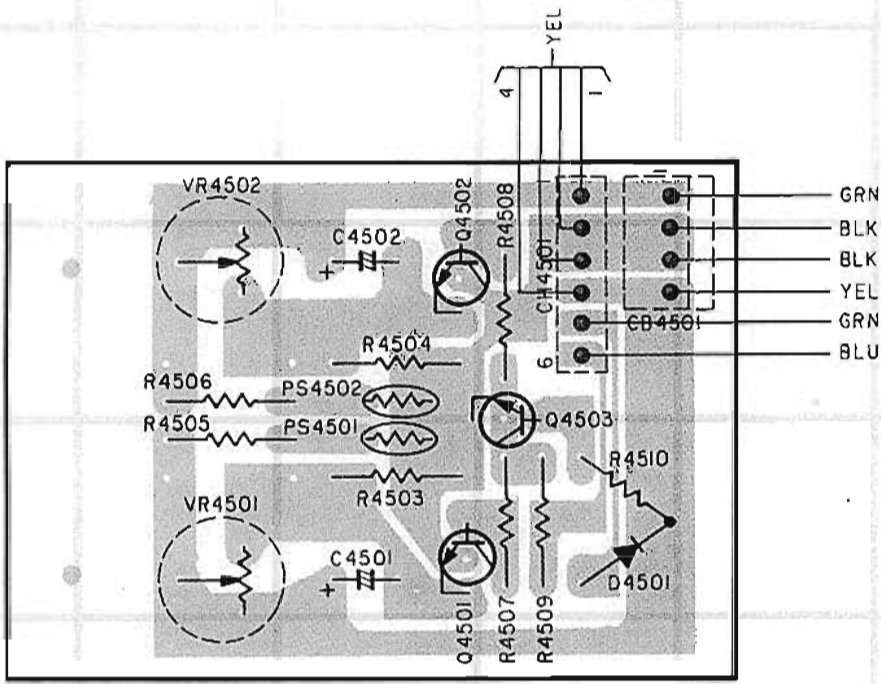 YEL
4
1
VR4502
Q4502
R4508
GRN
C4502
+
BLK
CH4501
BLK
YEL
CB4501
GRN
R4504
6
BLU
R4506
PS4502
R4505
PS4501
Q4503
R4503
R4510
VR4501
C4501
+
D4501
Q4501
R4507
R4509